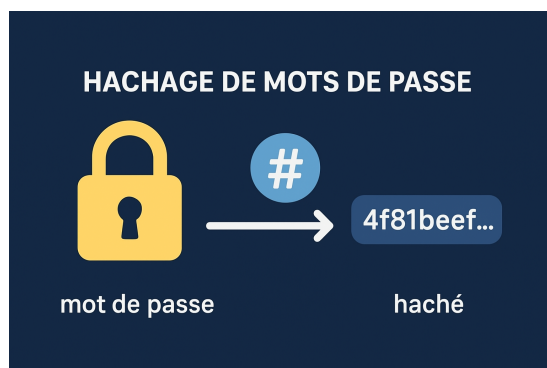 HACHAGE DE MOTS DE PASSE
#
4f81beef...
mot de passe
haché